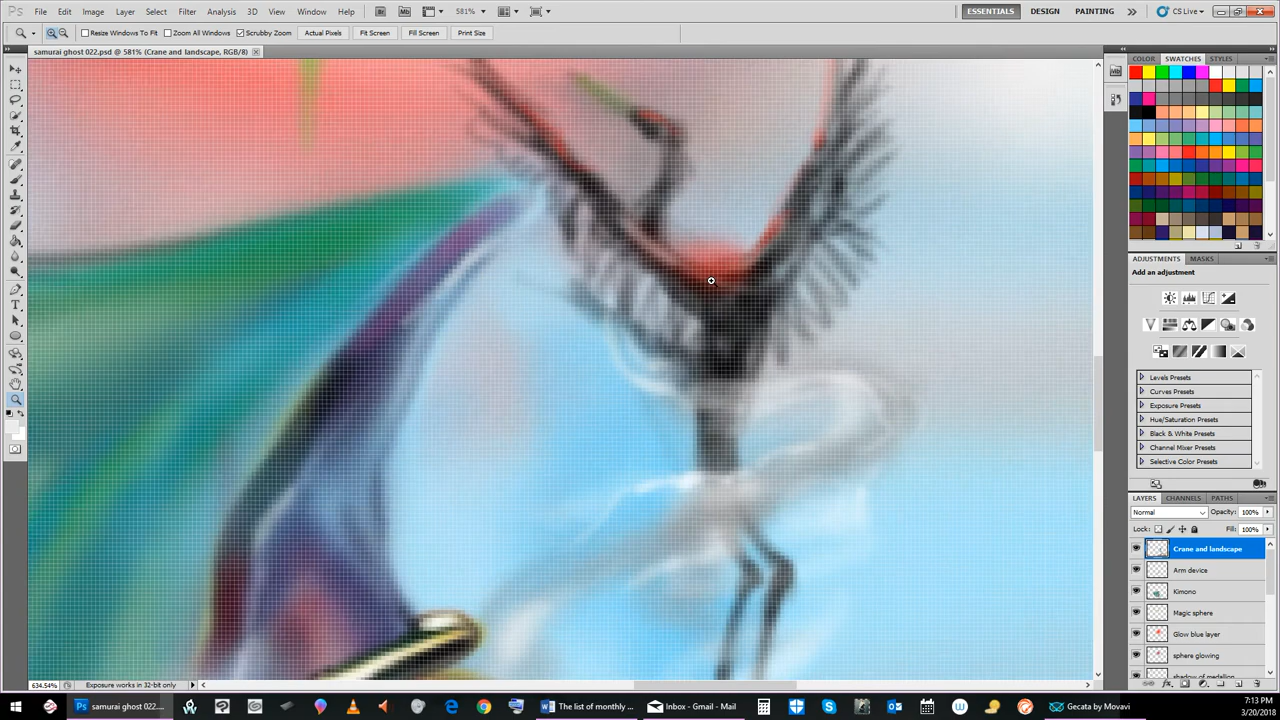 Ps File Edit Image Layer Select Filter Analysis 3D View Window Help Br Mb 581% ESSENTIALS DESIGN PAINTING CS Live
Resize Windows To Fit Zoom All Windows Scrubby Zoom Actual Pixels Fit Screen Fill Screen Print Size
samurai ghost 022.psd @ 581% (Crane and landscape, RGB/8)
COLOR SWATCHES STYLES
ADJUSTMENTS MASKS
Add an adjustment
Levels Presets
Curves Presets
Exposure Presets
Hue/Saturation Presets
Black & White Presets
Channel Mixer Presets
Selective Color Presets
LAYERS CHANNELS PATHS
Normal Opacity: 100%
Lock: Fill: 100%
Crane and landscape
Arm device
Kimono
Magic sphere
Glow blue layer
sphere glowing
shadow of medallion
634.54% Exposure works in 32-bit only
samurai ghost 022.... The list of monthly ... Inbox - Gmail - Mail Gecata by Movavi 7:13 PM
3/20/2018